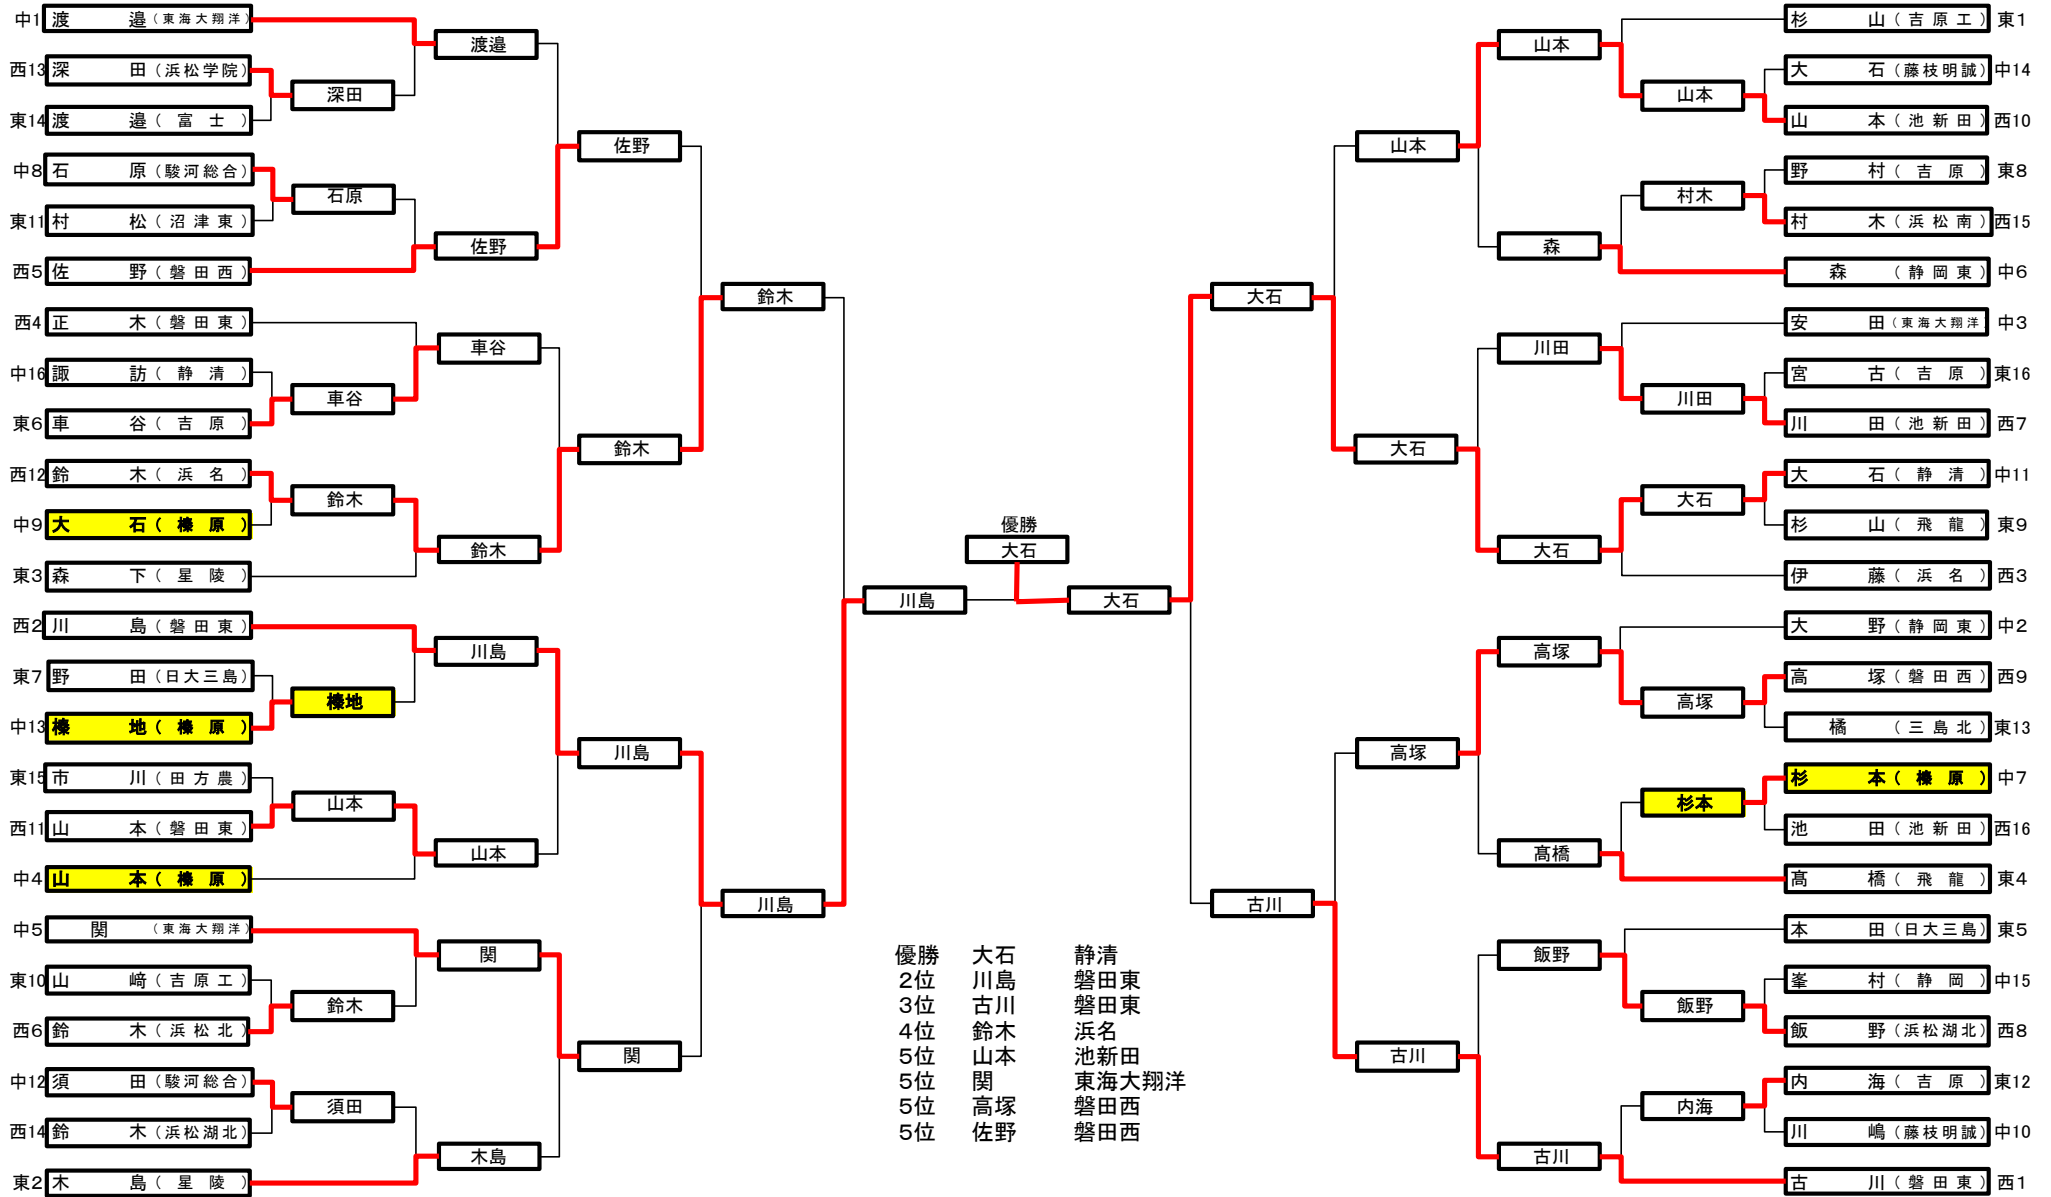 中1 渡邉(東海大翔洋)
西13 深田(浜松学院)
東14 渡邉(富士)
中8 石原(駿河総合)
東11 村松(沼津東)
西5 佐野(磐田西)
西4 正木(磐田東)
中16 諏訪(静清)
東6 車谷(吉原)
西12 鈴木(浜名)
中9 大石(榛原)
東3 森下(星陵)
西2 川島(磐田東)
東7 野田(日大三島)
中13 榛地(榛原)
東15 市川(田方農)
西11 山本(磐田東)
中4 山本(榛原)
中5 関(東海大翔洋)
東10 山﨑(吉原工)
西6 鈴木(浜松北)
中12 須田(駿河総合)
西14 鈴木(浜松湖北)
東2 木島(星陵)
深田
石原
車谷
鈴木
榛地
山本
鈴木
須田
渡邉
佐野
車谷
鈴木
川島
山本
関
木島
佐野
鈴木
川島
関
鈴木
川島
川島
優勝
大石
大石
大石
古川
山本
大石
高塚
古川
山本
森
川田
大石
高塚
髙橋
飯野
古川
山本
村木
川田
大石
高塚
杉本
飯野
内海
杉山(吉原工) 東1
大石(藤枝明誠) 中14
山本(池新田) 西10
野村(吉原) 東8
村木(浜松南) 西15
森(静岡東) 中6
安田(東海大翔洋) 中3
宮古(吉原) 東16
川田(池新田) 西7
大石(静清) 中11
杉山(飛龍) 東9
伊藤(浜名) 西3
大野(静岡東) 中2
高塚(磐田西) 西9
橘(三島北) 東13
杉本(榛原) 中7
池田(池新田) 西16
髙橋(飛龍) 東4
本田(日大三島) 東5
峯村(静岡) 中15
飯野(浜松湖北) 西8
内海(吉原) 東12
川嶋(藤枝明誠) 中10
古川(磐田東) 西1
優勝 大石 静清
2位 川島 磐田東
3位 古川 磐田東
4位 鈴木 浜名
5位 山本 池新田
5位 関 東海大翔洋
5位 高塚 磐田西
5位 佐野 磐田西